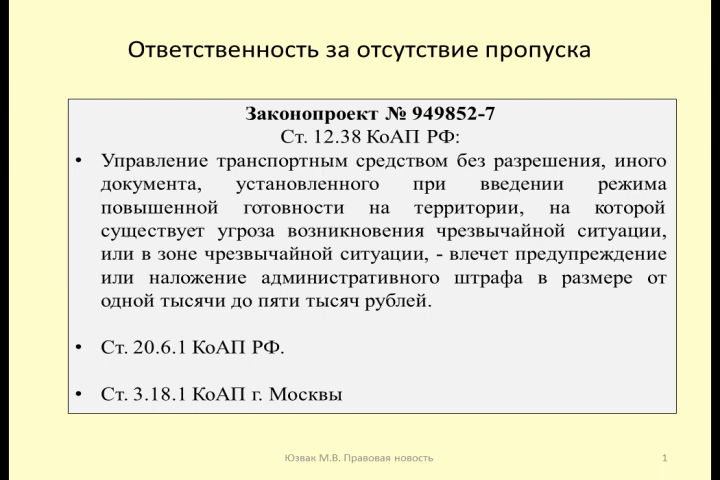 Ответственность за отсутствие пропуска
Законопроект № 949852-7
Ст. 12.38 КоАП РФ:
• Управление транспортным средством без разрешения, иного
документа, установленного при введении режима
повышенной готовности на территории, на которой
существует угроза возникновения чрезвычайной ситуации,
или в зоне чрезвычайной ситуации, - влечет предупреждение
или наложение административного штрафа в размере от
одной тысячи до пяти тысяч рублей.
• Ст. 20.6.1 КоАП РФ.
• Ст. 3.18.1 КоАП г. Москвы
Юзвак М.В. Правовая новость
1